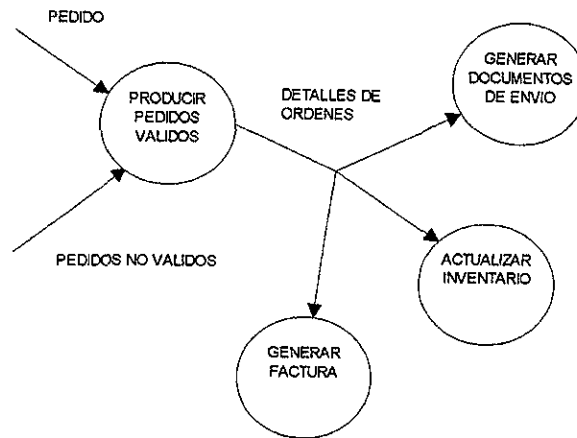 PEDIDO
PRODUCIR
PEDIDOS
VALIDOS
DETALLES DE
ORDENES
GENERAR
DOCUMENTOS
DE ENVIO
PEDIDOS NO VALIDOS
ACTUALIZAR
INVENTARIO
GENERAR
FACTURA